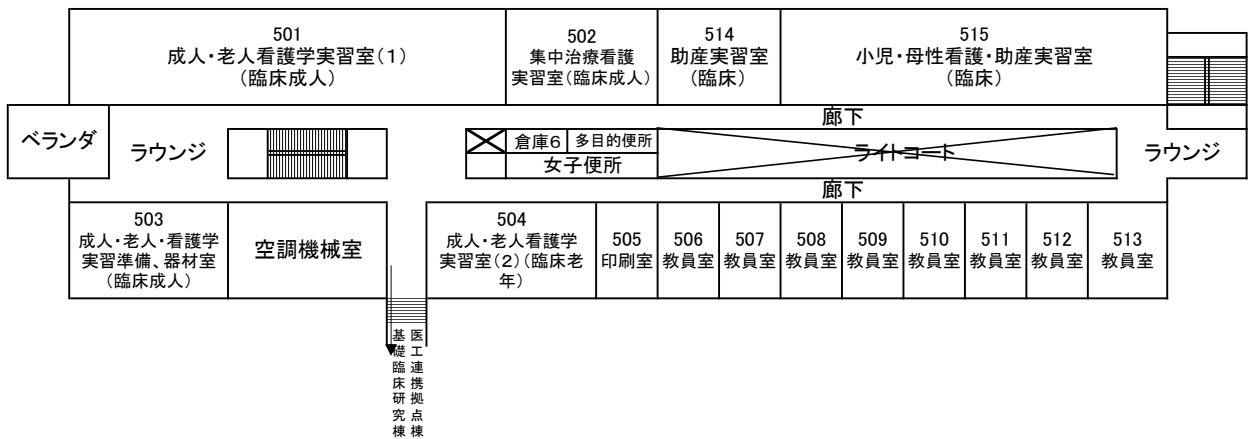 501
成人・老人看護学実習室(1)
(臨床成人)
502
集中治療看護
実習室(臨床成人)
514
助産実習室
(臨床)
515
小児・母性看護・助産実習室
(臨床)
廊下
ベランダ
ラウンジ
倉庫6
多目的便所
女子便所
ライトコート
ラウンジ
廊下
503
成人・老人・看護学
実習準備、器材室
(臨床成人)
空調機械室
504
成人・老人看護学
実習室(2)(臨床老
年)
505
印刷室
506
教員室
507
教員室
508
教員室
509
教員室
510
教員室
511
教員室
512
教員室
513
教員室
医工連携拠点棟
基礎臨床研究棟